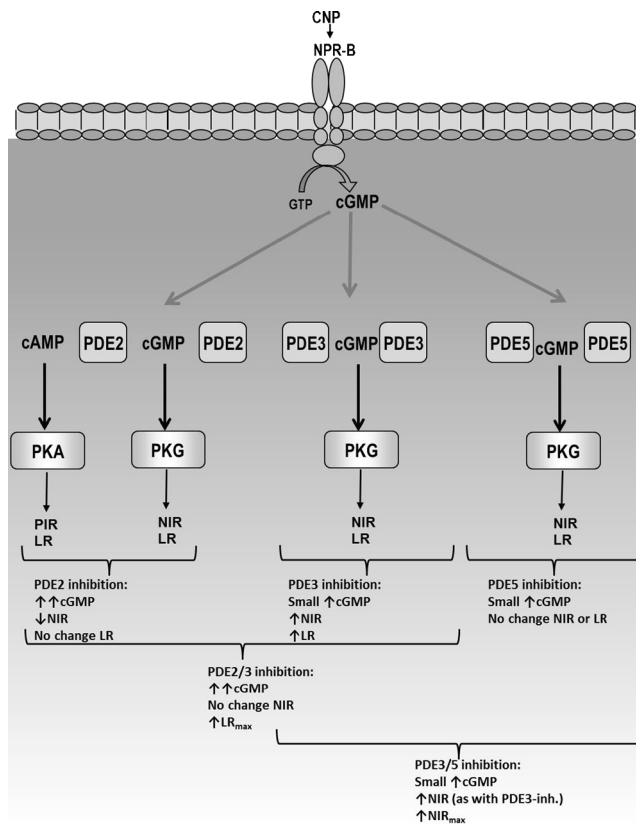 CNP
NPR-B
GTP
cGMP
cAMP PDE2 cGMP PDE2 PDE3 cGMP PDE3 PDE5 cGMP PDE5
PKA PKG PKG PKG
PIR NIR NIR NIR
LR LR LR LR
PDE2 inhibition:
↑↑cGMP
↓NIR
No change LR
PDE3 inhibition:
Small ↑cGMP
↑NIR
↑LR
PDE5 inhibition:
Small ↑cGMP
No change NIR or LR
PDE2/3 inhibition:
↑↑cGMP
No change NIR
↑LRmax
PDE3/5 inhibition:
Small ↑cGMP
↑NIR (as with PDE3-inh.)
↑NIRmax